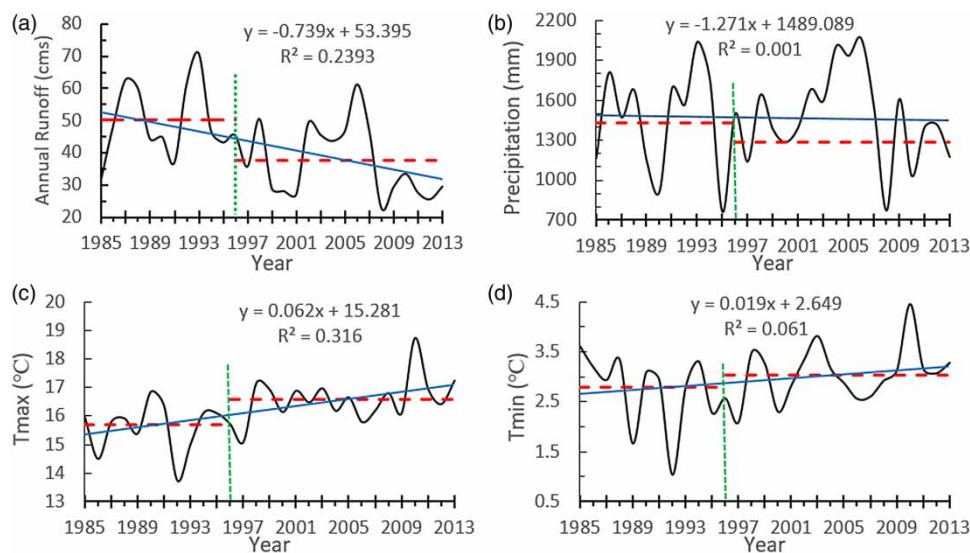 (a)
y = -0.739x + 53.395
R² = 0.2393
Annual Runoff (cms)
80
70
60
50
40
30
20
1985 1989 1993 1997 2001 2005 2009 2013
Year
(b)
y = -1.271x + 1489.089
R² = 0.001
Precipitation (mm)
2200
1900
1600
1300
1000
700
1985 1989 1993 1997 2001 2005 2009 2013
Year
(c)
y = 0.062x + 15.281
R² = 0.316
Tmax (°C)
20
19
18
17
16
15
14
13
1985 1989 1993 1997 2001 2005 2009 2013
Year
(d)
y = 0.019x + 2.649
R² = 0.061
Tmin (°C)
4.5
3.5
2.5
1.5
0.5
1985 1989 1993 1997 2001 2005 2009 2013
Year